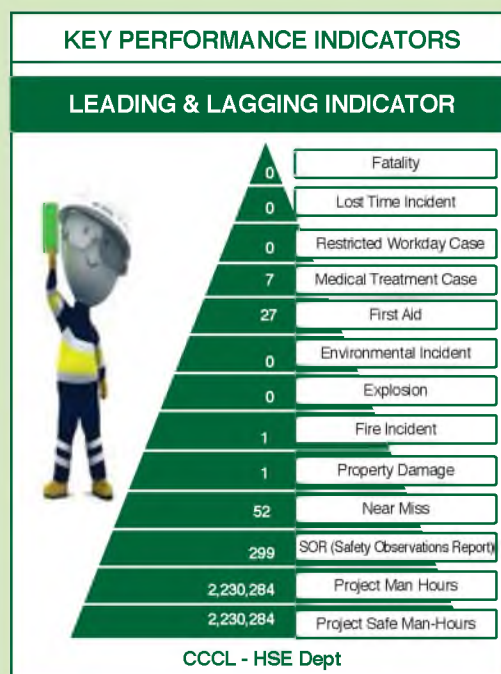 KEY PERFORMANCE INDICATORS
LEADING & LAGGING INDICATOR
0 Fatality
0 Lost Time Incident
0 Restricted Workday Case
7 Medical Treatment Case
27 First Aid
0 Environmental Incident
0 Explosion
1 Fire Incident
1 Property Damage
52 Near Miss
299 SOR (Safety Observations Report)
2,230,284 Project Man Hours
2,230,284 Project Safe Man-Hours
CCCL - HSE Dept